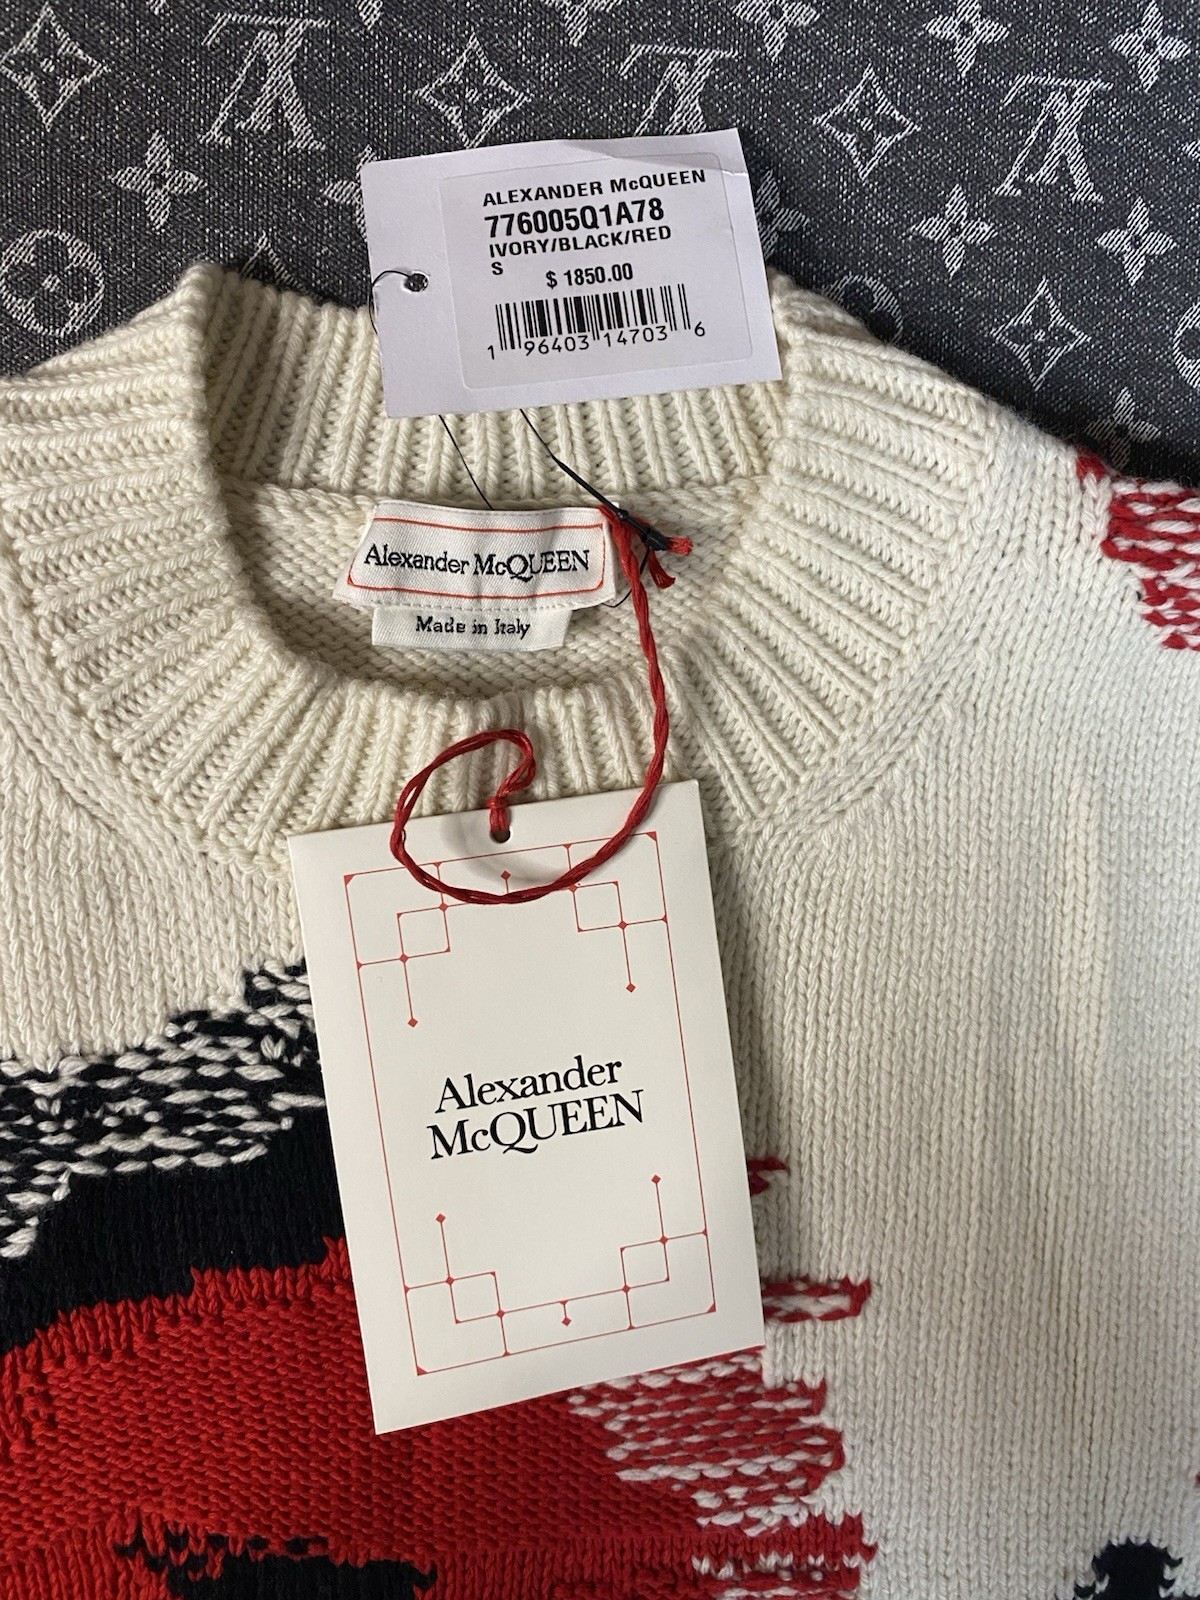 ALEXANDER McQUEEN
776005Q1A78
IVORY/BLACK/RED
S $ 1850.00
1 96403 14703 6
Alexander McQUEEN
Made in Italy
Alexander
McQUEEN